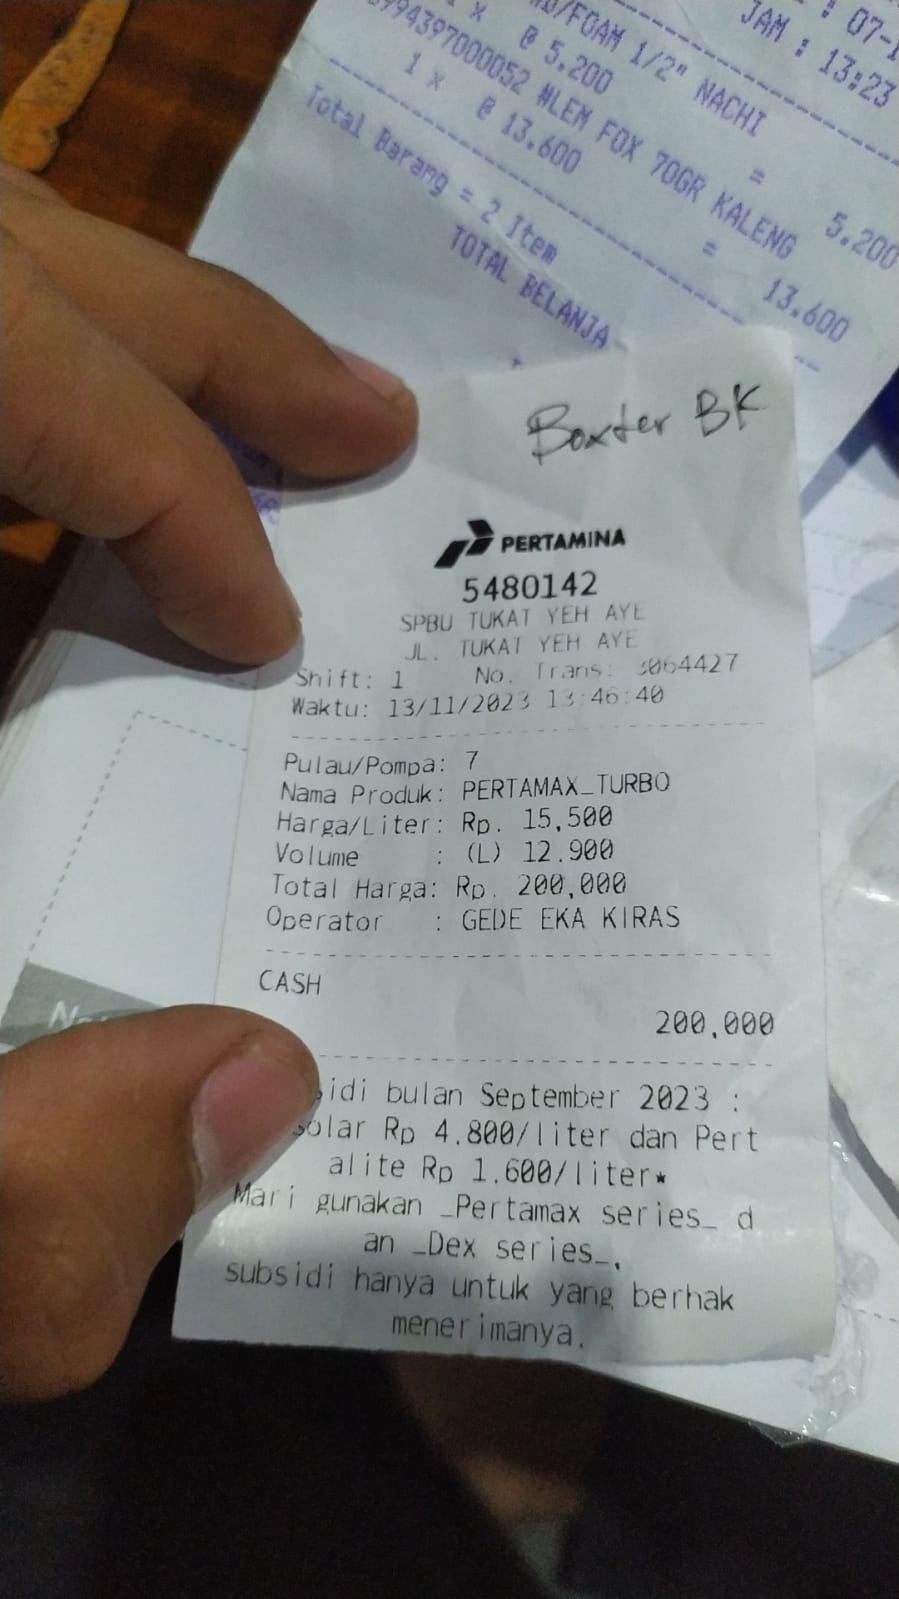 : 07-1
JAM : 13:23
/FOAM 1/2" NACHI
1 x @ 5.200 = 5.200
994397000052 #LEM FOX 70GR KALENG
1 x @ 13.600 = 13.600
Total Barang = 2 Item
TOTAL BELANJA
Boxter BK
PERTAMINA
5480142
SPBU TUKAT YEH AYE
JL. TUKAT YEH AYE
Shift: 1 No. Trans: 3064427
Waktu: 13/11/2023 13:46:40
Pulau/Pompa: 7
Nama Produk: PERTAMAX_TURBO
Harga/Liter: Rp. 15,500
Volume : (L) 12.900
Total Harga: Rp. 200,000
Operator : GEDE EKA KIRAS
CASH
200,000
sidi bulan September 2023 :
solar Rp 4.800/liter dan Pert
alite Rp 1.600/liter*
Mari gunakan _Pertamax series_ d
an _Dex series_,
subsidi hanya untuk yang berhak
menerimanya.